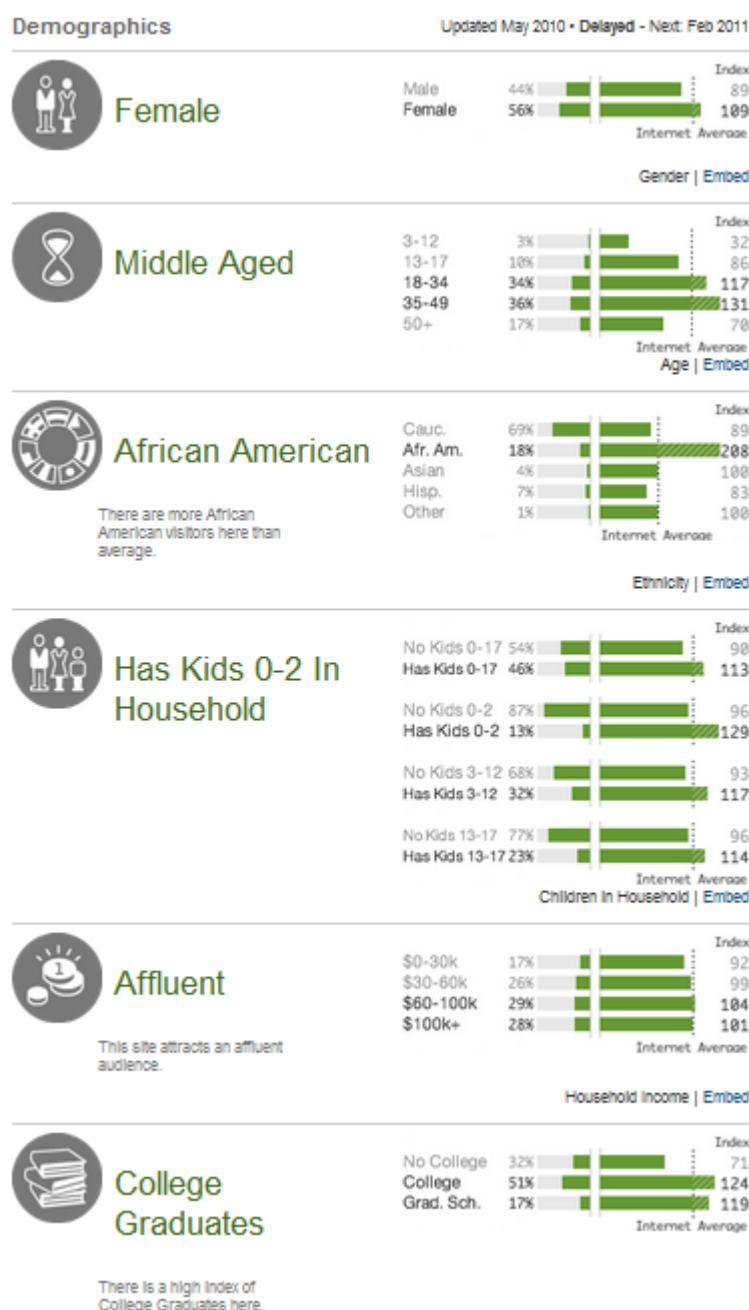 Demographics Updated May 2010 • Delayed - Next: Feb 2011
Index
Male 44% 89
Female
Female 56% 109
Internet Average
Gender | Embed
Index
3-12 3% 32
13-17 10% 86
Middle Aged
18-34 34% 117
35-49 36% 131
50+ 17% 70
Internet Average
Age | Embed
Index
Cauc. 69% 89
African American
Afr. Am. 18% 208
Asian 4% 100
Hisp. 7% 83
Other 1% 100
There are more African
American visitors here than
average.
Internet Average
Ethnicity | Embed
Index
No Kids 0-17 54% 90
Has Kids 0-17 46% 113
Has Kids 0-2 In
Household
No Kids 0-2 87% 96
Has Kids 0-2 13% 129
No Kids 3-12 68% 93
Has Kids 3-12 32% 117
No Kids 13-17 77% 96
Has Kids 13-17 23% 114
Internet Average
Children in Household | Embed
Index
$0-30k 17% 92
Affluent
$30-60k 26% 99
$60-100k 29% 104
$100k+ 28% 101
This site attracts an affluent
audience.
Internet Average
Household Income | Embed
Index
No College 32% 71
College
Graduates
College 51% 124
Grad. Sch. 17% 119
Internet Average
There is a high index of
College Graduates here.
1